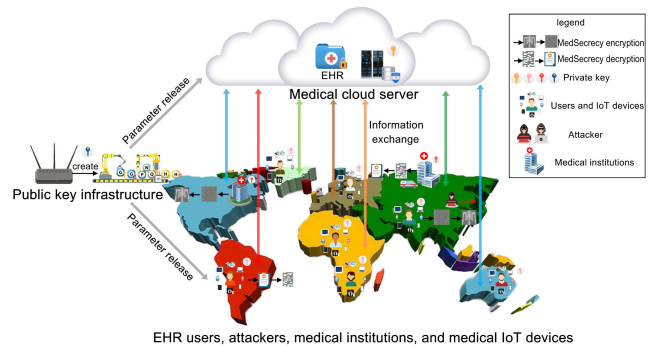 legend
MedSecrecy encryption
MedSecrecy decryption
Private key
Users and IoT devices
Attacker
Medical institutions
EHR
Medical cloud server
Parameter release
Information
exchange
create
Public key infrastructure
Parameter release
EHR users, attackers, medical institutions, and medical IoT devices